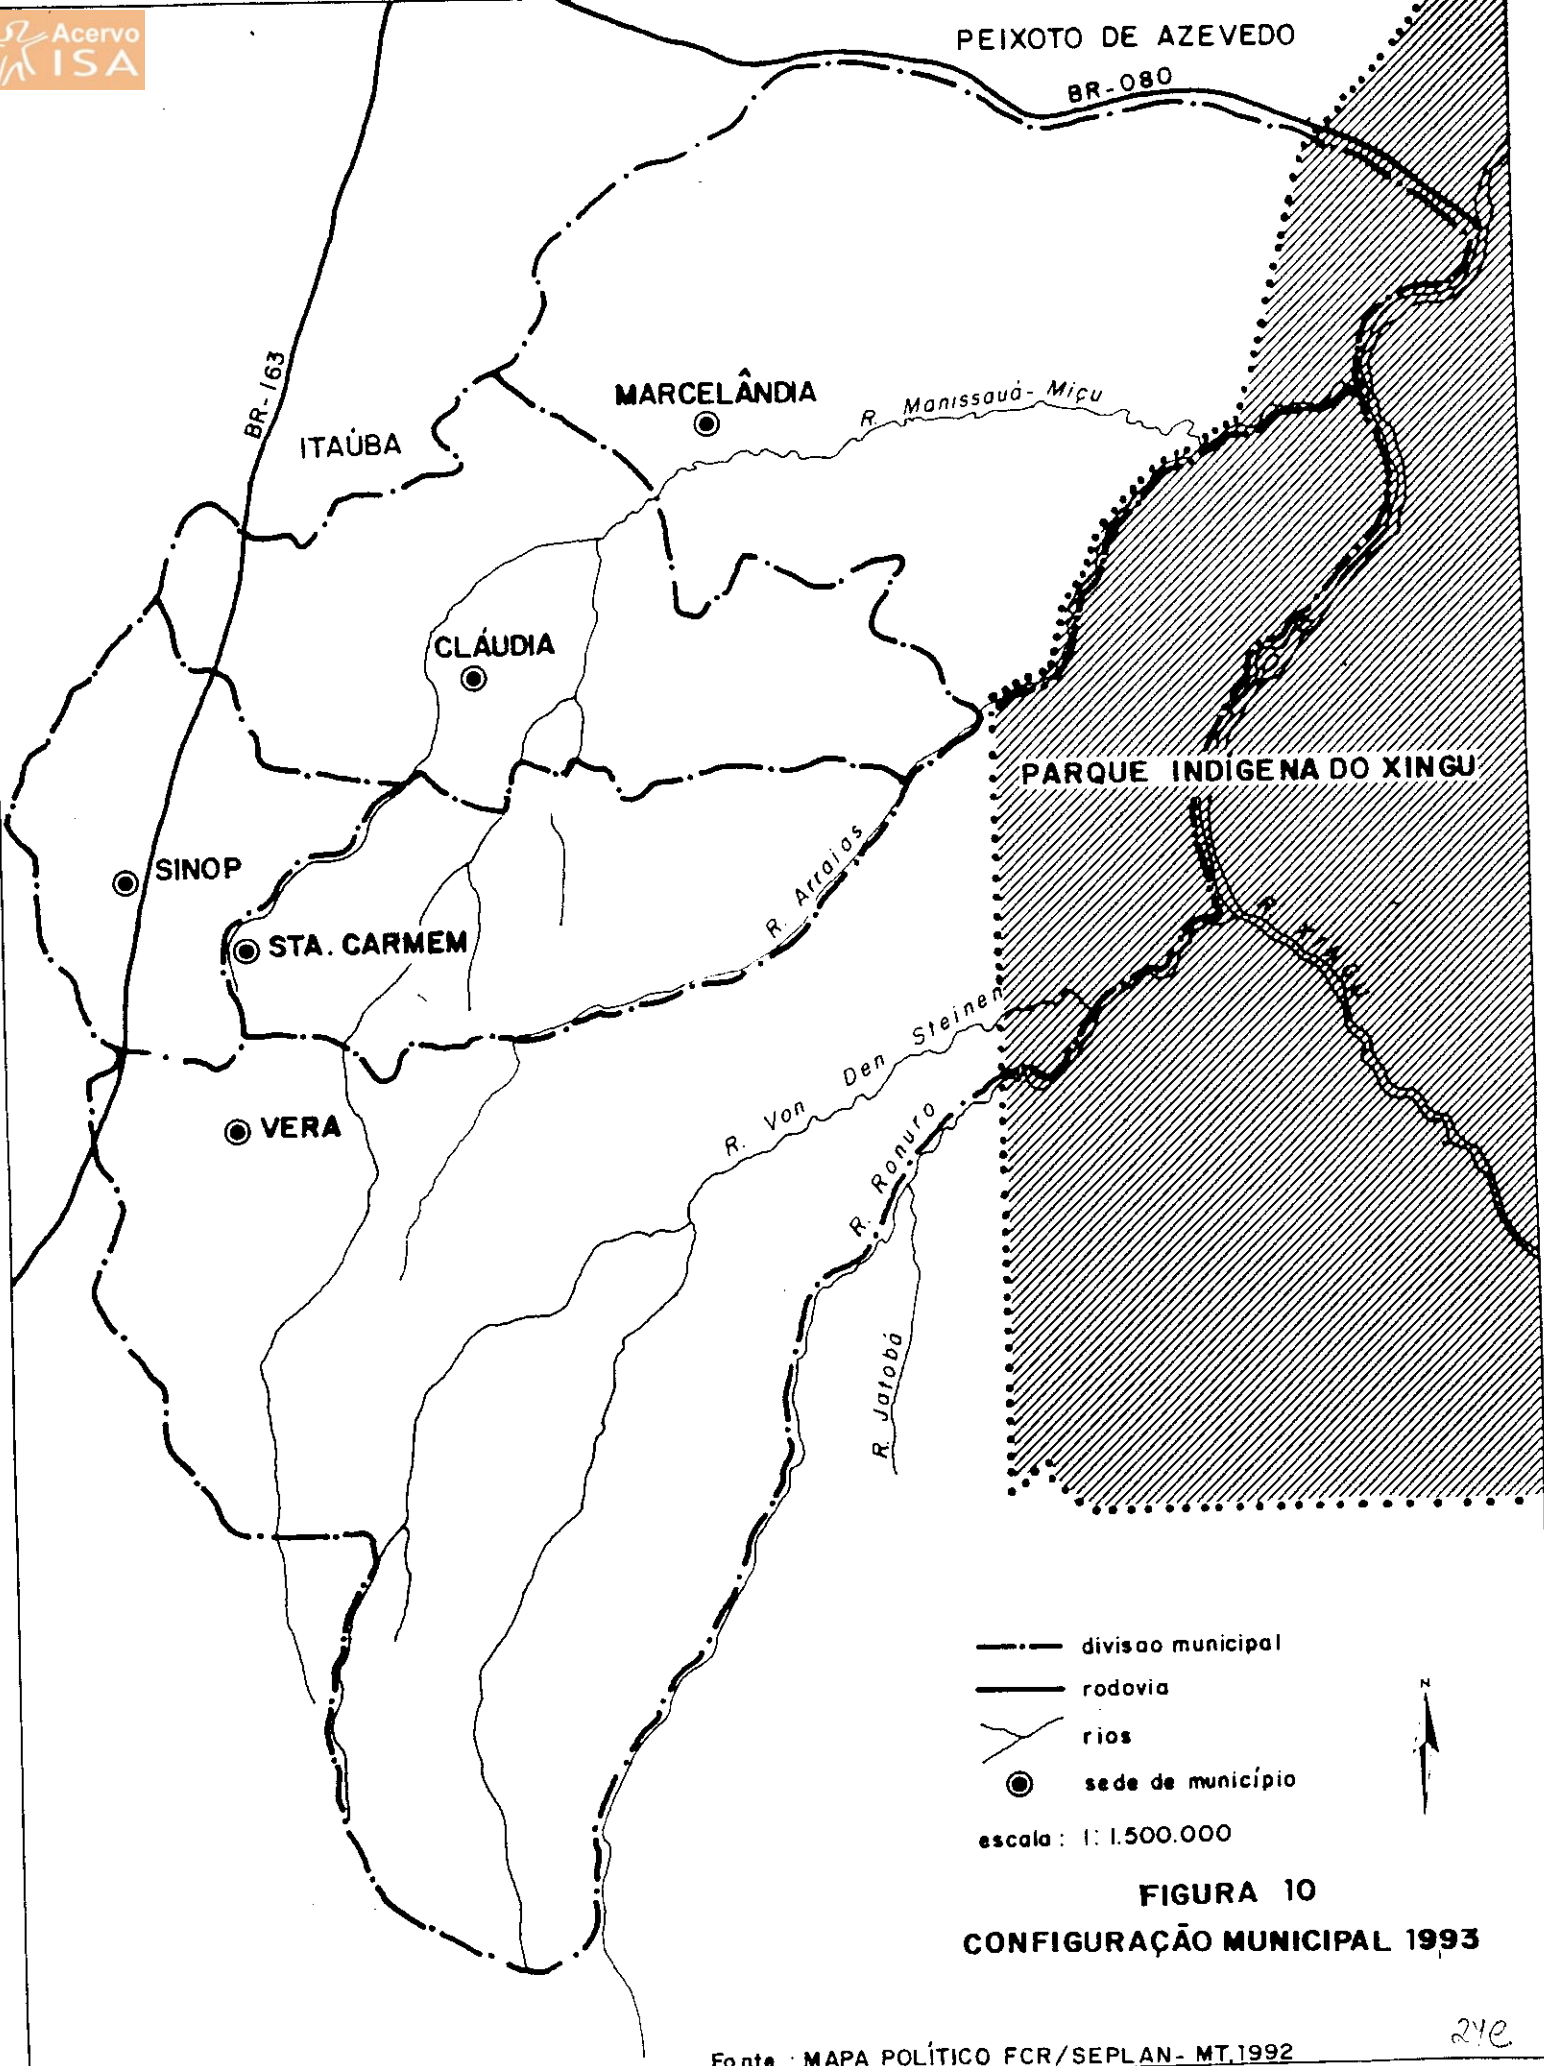 Acervo
ISA
PEIXOTO DE AZEVEDO
BR-080
BR-163
MARCELÂNDIA
R. Manissauá-Miçu
ITAÚBA
CLÁUDIA
PARQUE INDÍGENA DO XINGU
SINOP
R. Arraias
R. XINGU
STA. CARMEM
R. Von Den Steinen
VERA
R. Ronuro
R. Jatobá
divisao municipal
rodovia
N
rios
sede de município
escala: 1: 1.500.000
FIGURA 10
CONFIGURAÇÃO MUNICIPAL 1993
24e
Fonte: MAPA POLÍTICO FCR/SEPLAN-MT,1992